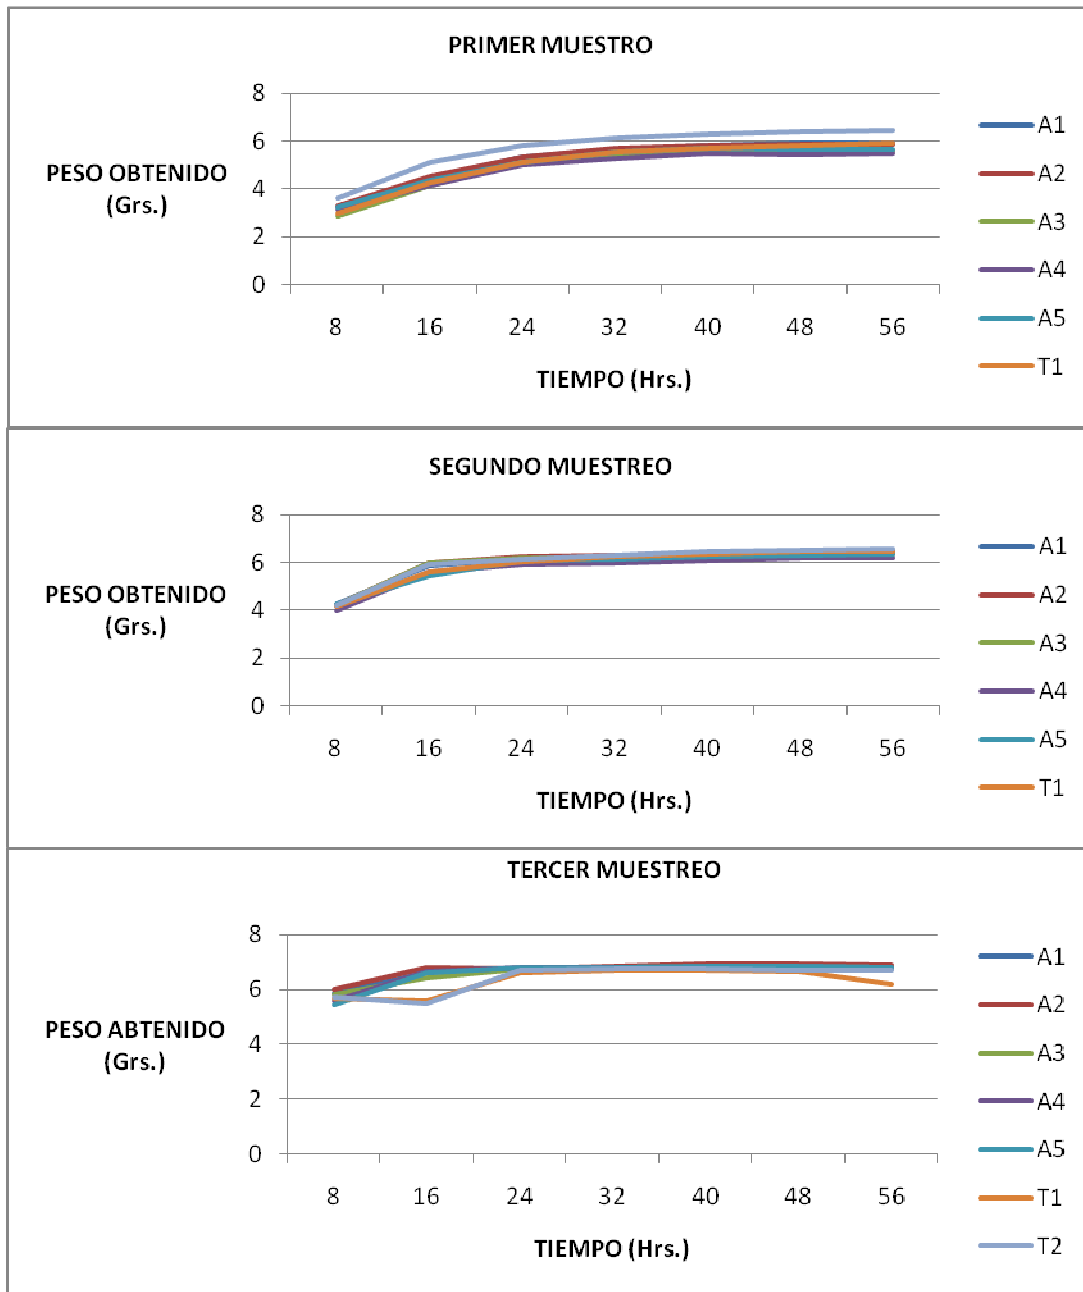 PRIMER MUESTRO
PESO OBTENIDO
(Grs.)
8
6
4
2
0
8 16 24 32 40 48 56
TIEMPO (Hrs.)
A1
A2
A3
A4
A5
T1
SEGUNDO MUESTREO
PESO OBTENIDO
(Grs.)
8
6
4
2
0
8 16 24 32 40 48 56
TIEMPO (Hrs.)
A1
A2
A3
A4
A5
T1
TERCER MUESTREO
PESO ABTENIDO
(Grs.)
8
6
4
2
0
8 16 24 32 40 48 56
TIEMPO (Hrs.)
A1
A2
A3
A4
A5
T1
T2